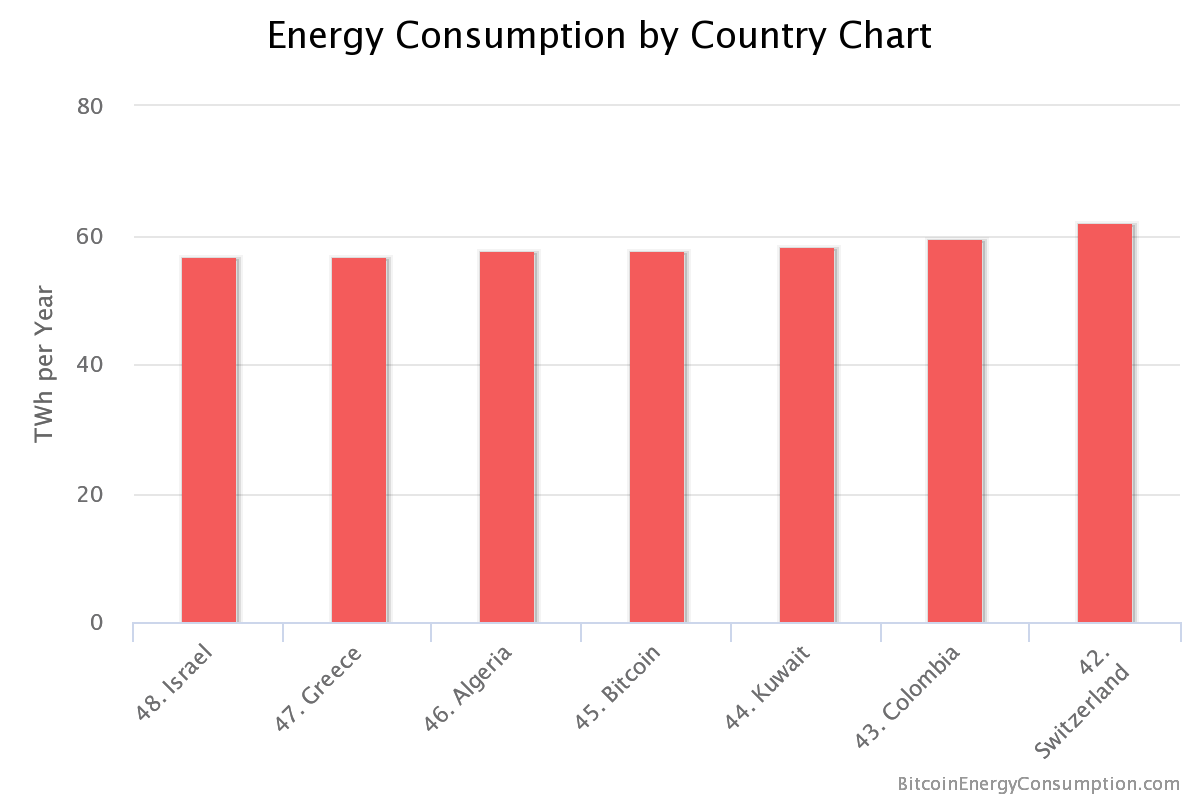 Energy Consumption by Country Chart
80
60
40
20
0
TWh per Year
48. Israel
47. Greece
46. Algeria
45. Bitcoin
44. Kuwait
43. Colombia
42.
Switzerland
BitcoinEnergyConsumption.com